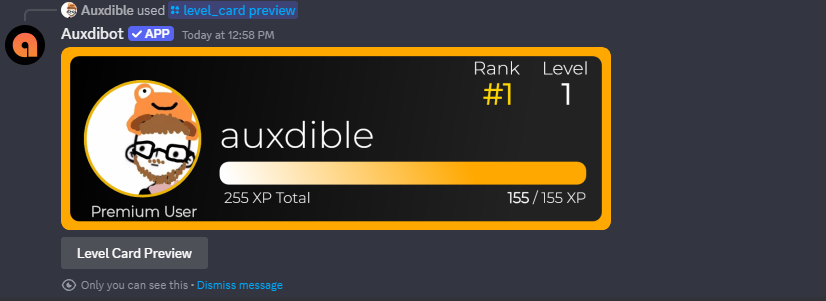 Auxdible used level_card preview
Auxdibot APP Today at 12:58 PM
Rank Level
#1 1
auxdible
255 XP Total 155 / 155 XP
Premium User
Level Card Preview
Only you can see this • Dismiss message